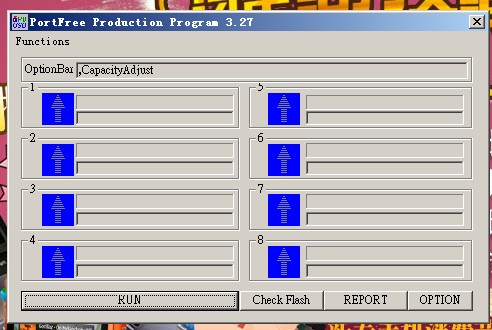 PortFree Production Program 3.27
Functions
OptionBar ,CapacityAdjust
1 5
2 6
3 7
4 8
RUN Check Flash REPORT OPTION